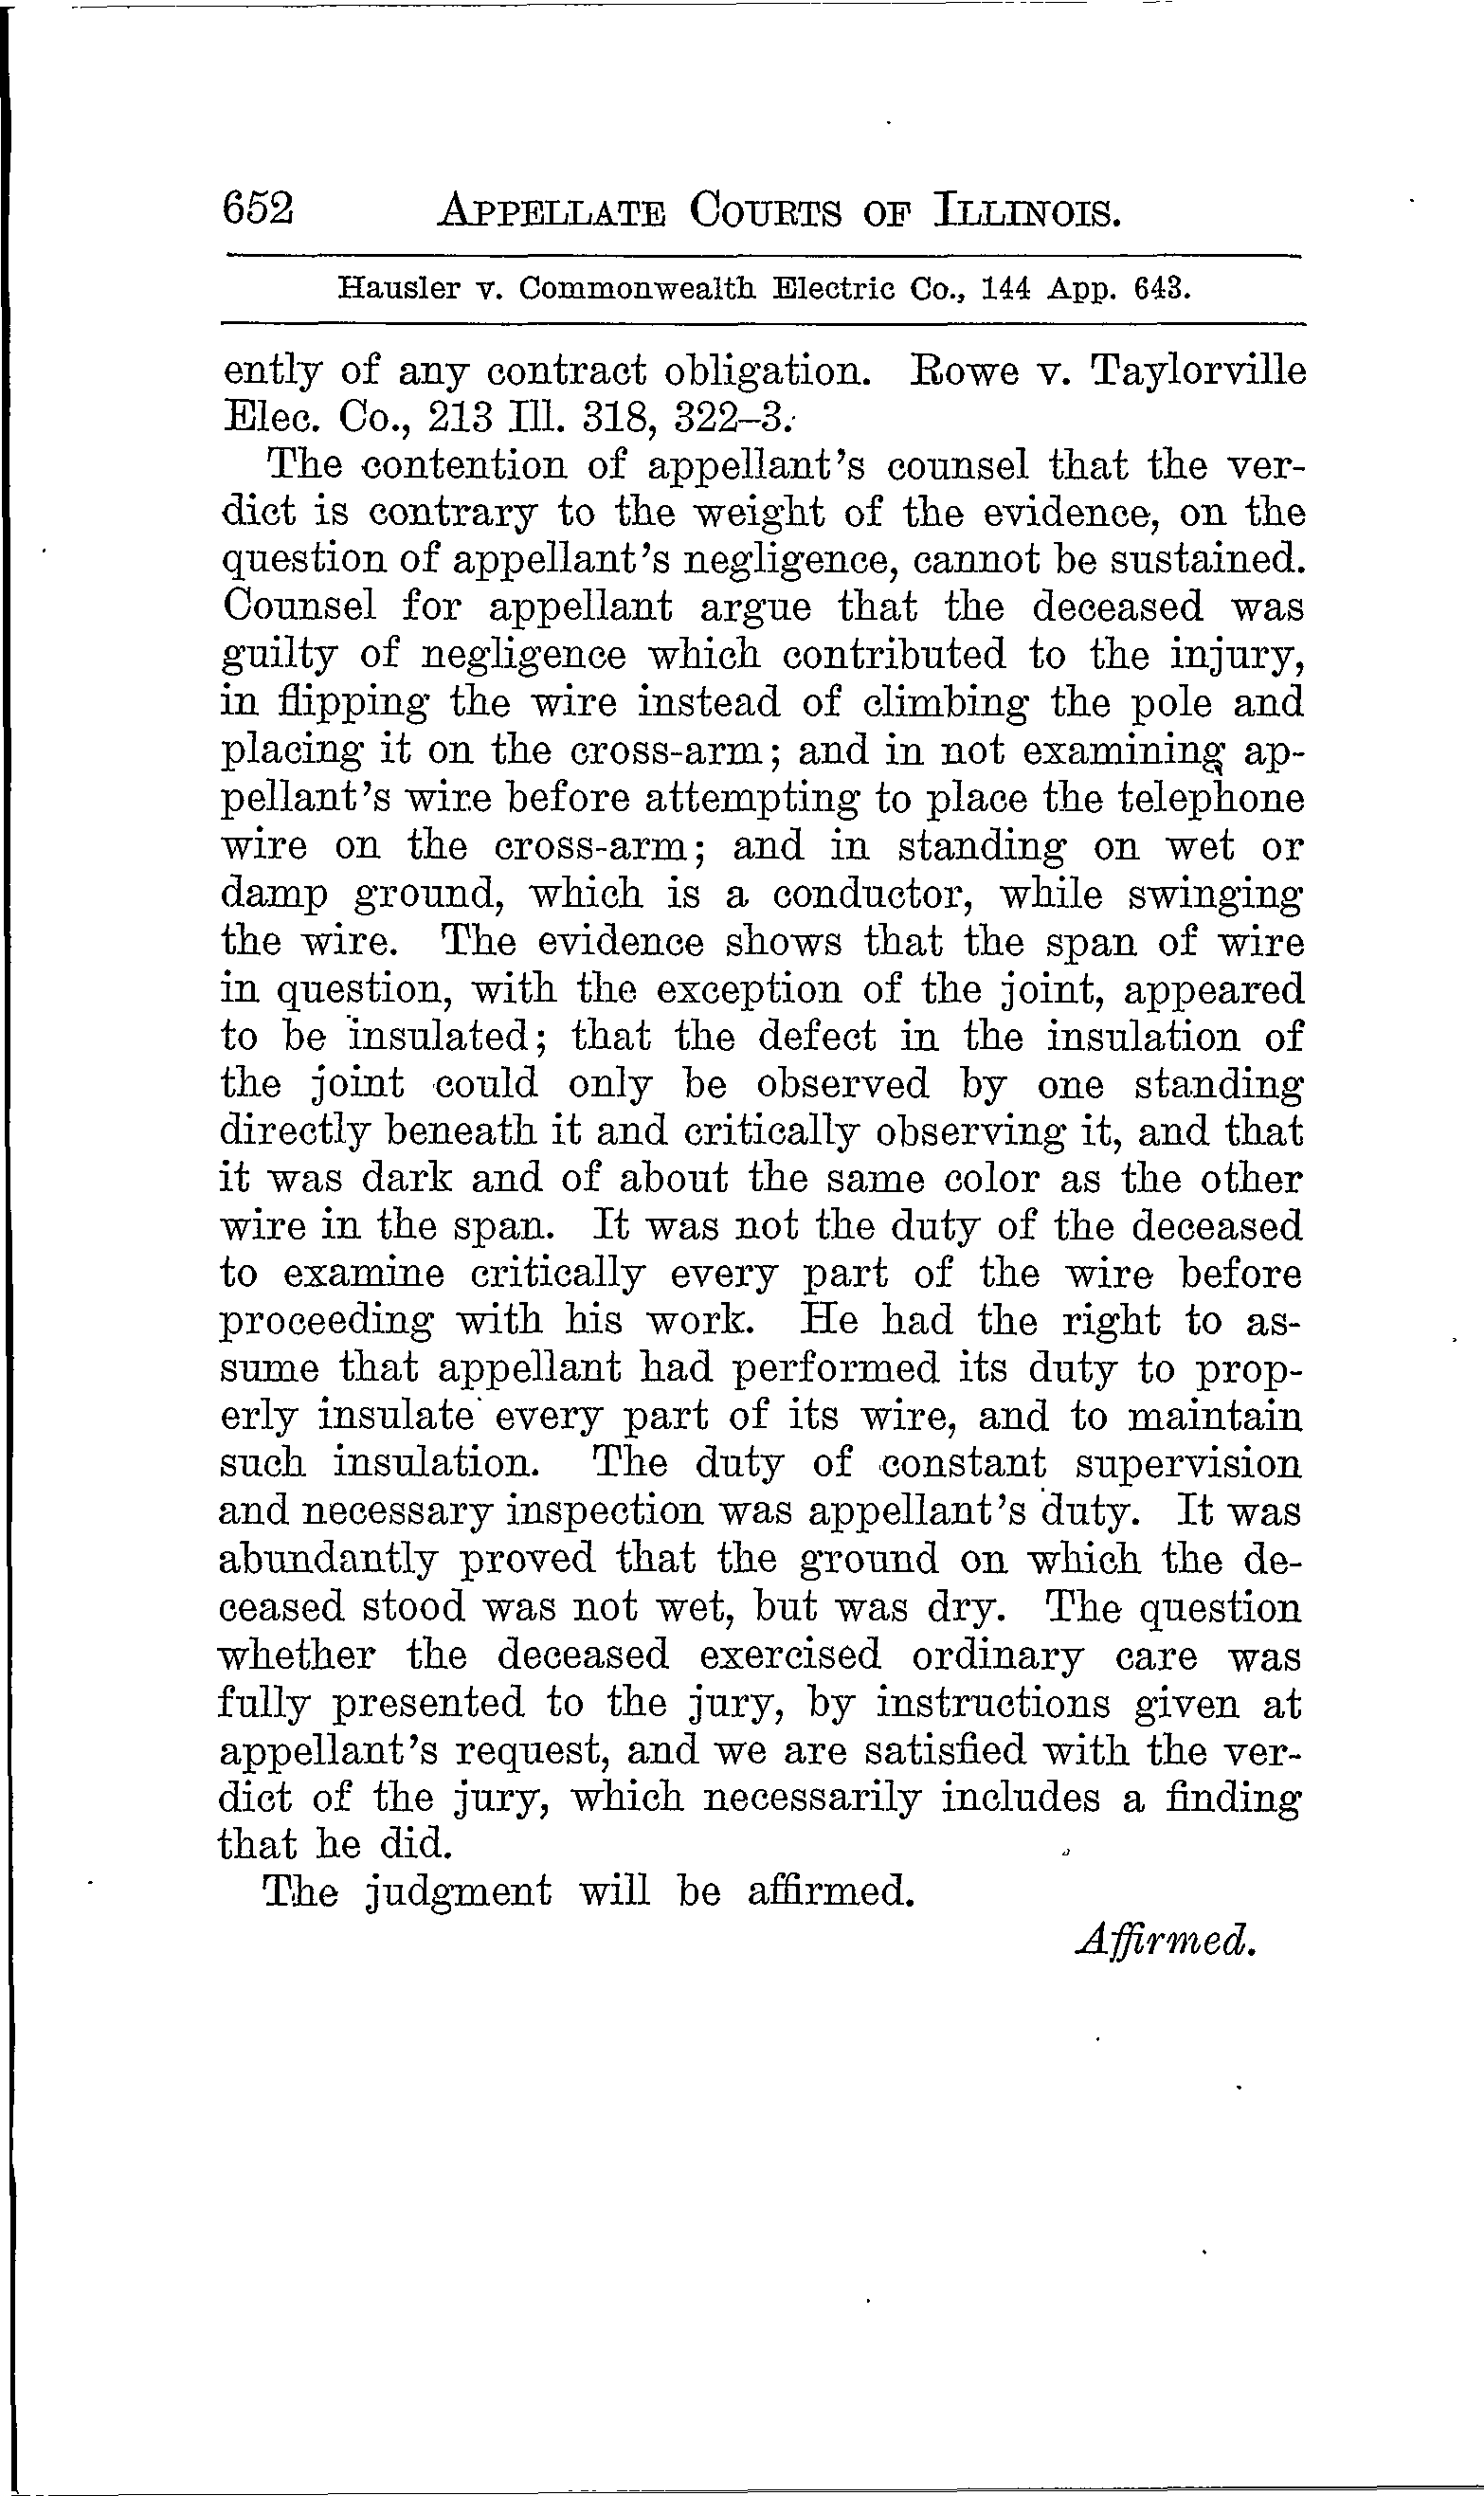 652 APPELLATE COURTS OF ILLINOIS.
Hausler v. Commonwealth Electric Co., 144 App. 643.
ently of any contract obligation. Rowe v. Taylorville
Elec. Co., 213 Ill. 318, 322–3.
The contention of appellant's counsel that the ver-
dict is contrary to the weight of the evidence, on the
question of appellant's negligence, cannot be sustained.
Counsel for appellant argue that the deceased was
guilty of negligence which contributed to the injury,
in flipping the wire instead of climbing the pole and
placing it on the cross-arm; and in not examining ap-
pellant's wire before attempting to place the telephone
wire on the cross-arm; and in standing on wet or
damp ground, which is a conductor, while swinging
the wire. The evidence shows that the span of wire
in question, with the exception of the joint, appeared
to be insulated; that the defect in the insulation of
the joint could only be observed by one standing
directly beneath it and critically observing it, and that
it was dark and of about the same color as the other
wire in the span. It was not the duty of the deceased
to examine critically every part of the wire before
proceeding with his work. He had the right to as-
sume that appellant had performed its duty to prop-
erly insulate every part of its wire, and to maintain
such insulation. The duty of constant supervision
and necessary inspection was appellant's duty. It was
abundantly proved that the ground on which the de-
ceased stood was not wet, but was dry. The question
whether the deceased exercised ordinary care was
fully presented to the jury, by instructions given at
appellant's request, and we are satisfied with the ver-
dict of the jury, which necessarily includes a finding
that he did.
The judgment will be affirmed.
Affirmed.